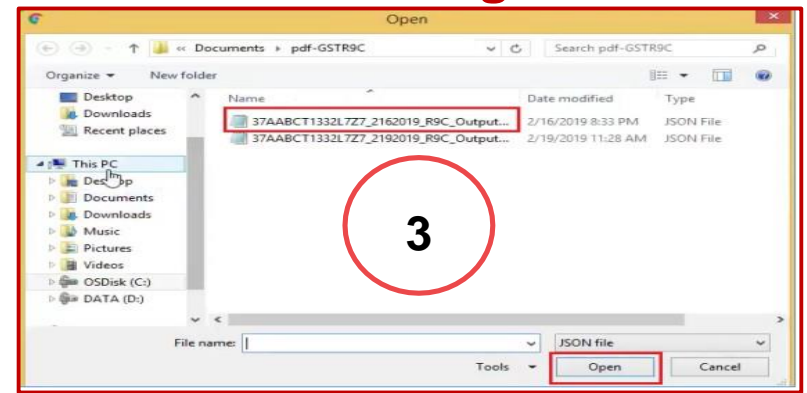 Open
« Documents ▸ pdf-GSTR9C
Search pdf-GSTR9C
Organize
New folder
Desktop
Downloads
Recent places
This PC
Desktop
Documents
Downloads
Music
Pictures
Videos
OSDisk (C:)
DATA (D:)
Name Date modified Type
37AABCT1332L7Z7_2162019_R9C_Output... 2/16/2019 8:33 PM JSON File
37AABCT1332L7Z7_2192019_R9C_Output... 2/19/2019 11:28 AM JSON File
3
File name:
JSON file
Tools
Open
Cancel